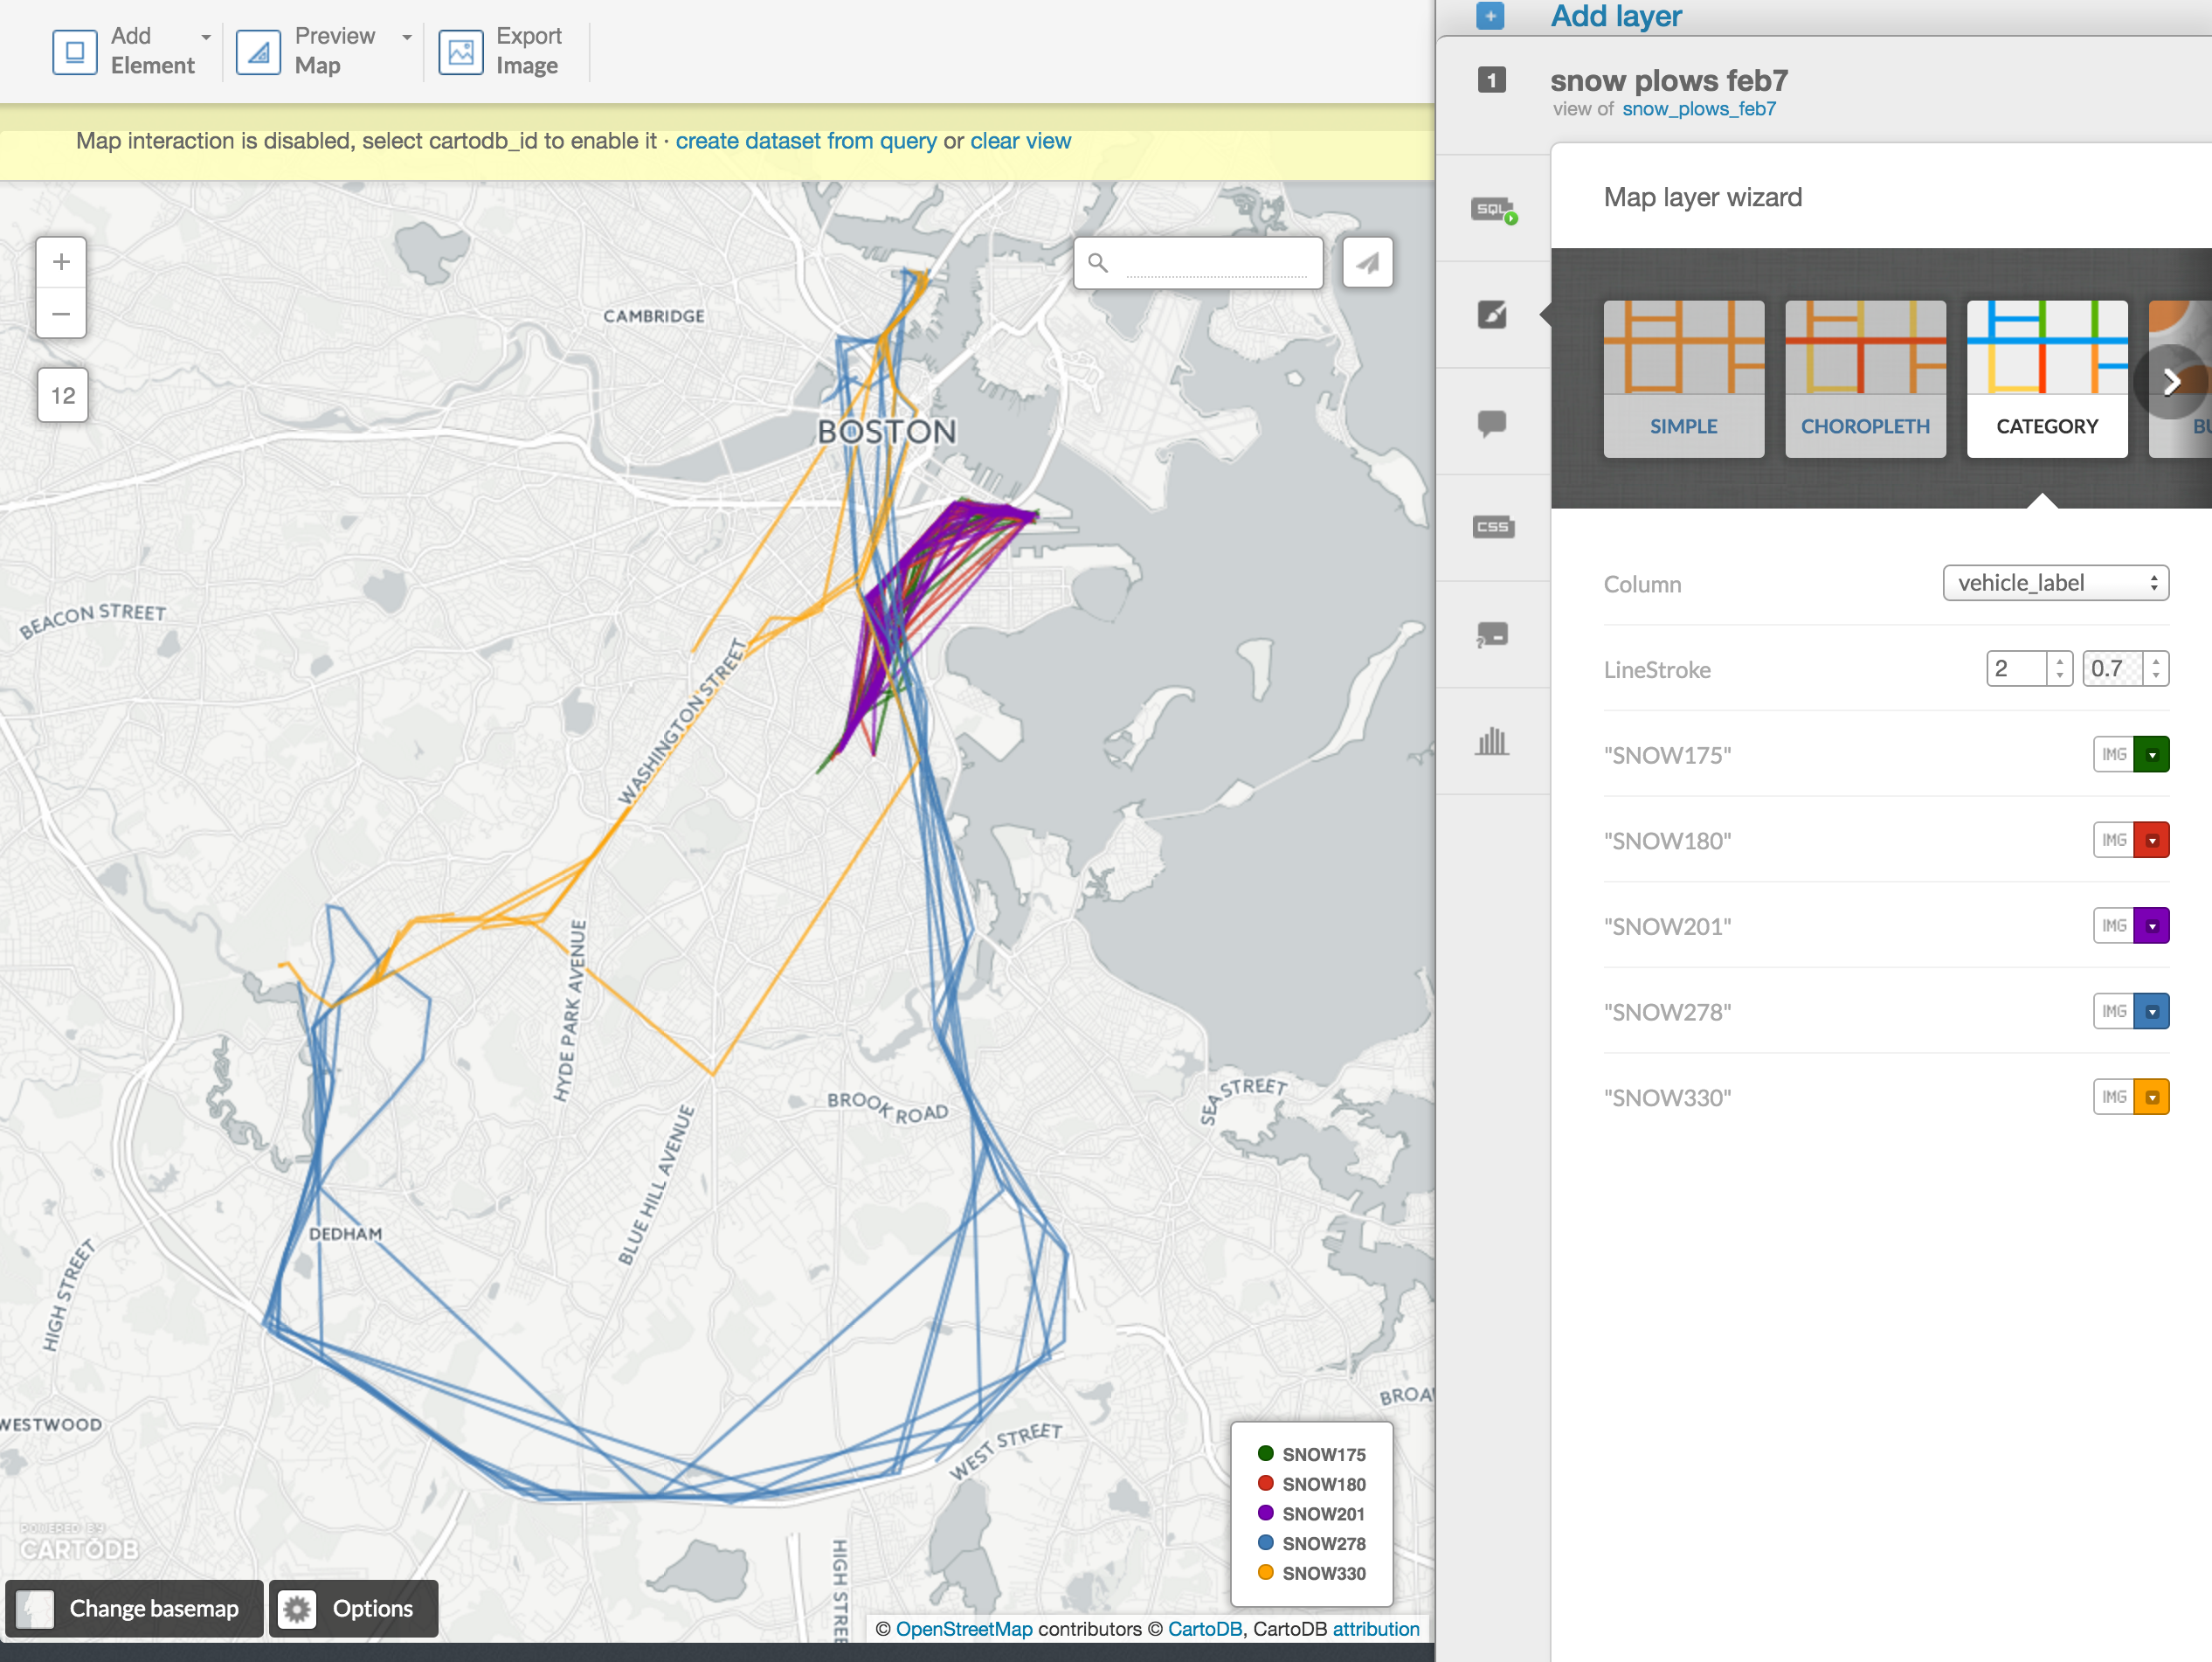 Add
Element
Preview
Map
Export
Image
Map interaction is disabled, select cartodb_id to enable it · create dataset from query or clear view
+
−
12
CAMBRIDGE
BOSTON
BEACON STREET
WASHINGTON STREET
HYDE PARK AVENUE
BROOK ROAD
SEA STREET
BLUE HILL AVENUE
DEDHAM
HIGH STREET
WESTWOOD
WEST STREET
BROA
HIGH STREE
SNOW175
SNOW180
SNOW201
SNOW278
SNOW330
POWERED BY
CARTODB
Change basemap
Options
© OpenStreetMap contributors © CartoDB, CartoDB attribution
+
Add layer
1
snow plows feb7
view of snow_plows_feb7
SQL
CSS
?
Map layer wizard
SIMPLE
CHOROPLETH
CATEGORY
BU
Column
vehicle_label
LineStroke
2
0.7
"SNOW175"
IMG
"SNOW180"
IMG
"SNOW201"
IMG
"SNOW278"
IMG
"SNOW330"
IMG